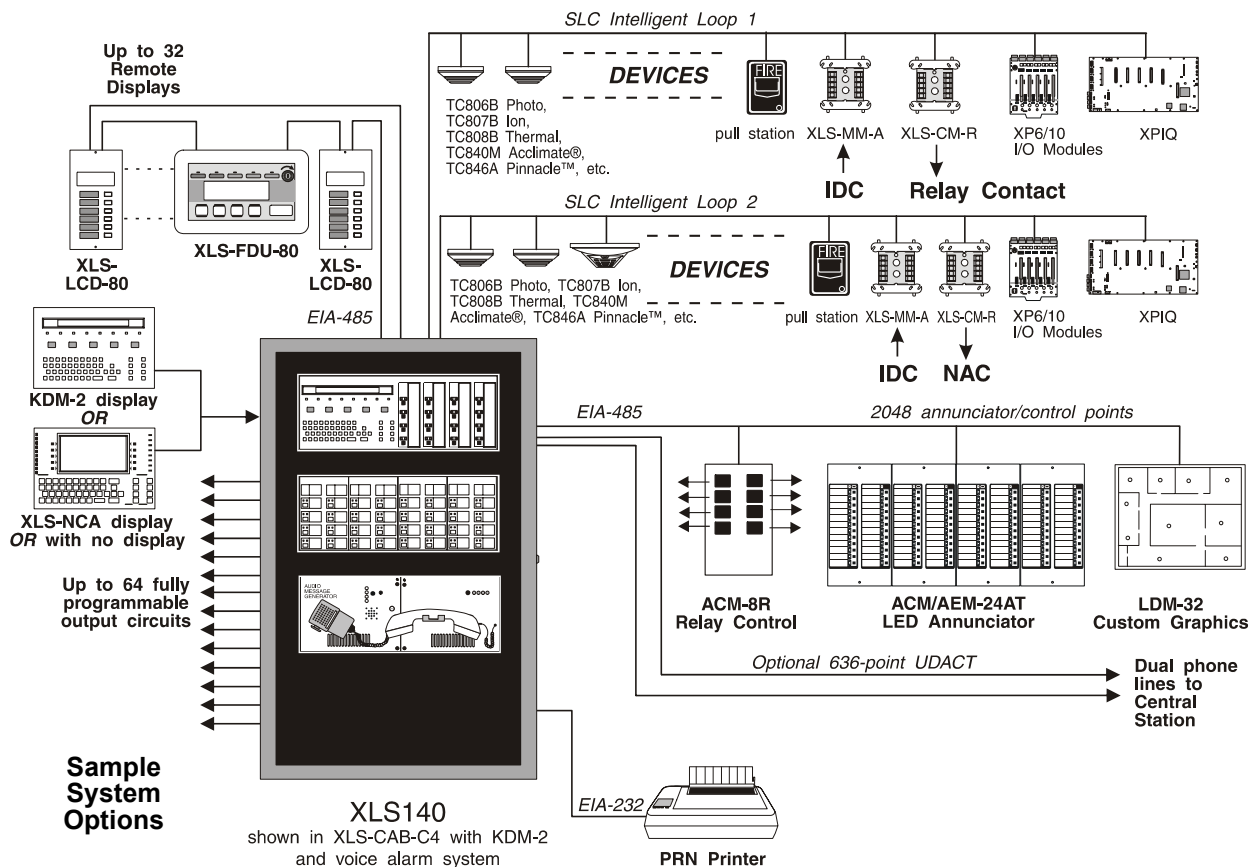 SLC Intelligent Loop 1
Up to 32
Remote
Displays
DEVICES
FIRE
TC806B Photo,
TC807B Ion,
TC808B Thermal,
TC840M Acclimate®,
TC846A Pinnacle™, etc.
pull station
XLS-MM-A
XLS-CM-R
XP6/10
I/O Modules
XPIQ
IDC
Relay Contact
XLS-
LCD-80
XLS-FDU-80
XLS-
LCD-80
EIA-485
SLC Intelligent Loop 2
DEVICES
FIRE
TC806B Photo, TC807B Ion,
TC808B Thermal, TC840M
Acclimate®, TC846A Pinnacle™, etc.
pull station
XLS-MM-A
XLS-CM-R
XP6/10
I/O Modules
XPIQ
IDC
NAC
KDM-2 display
OR
XLS-NCA display
OR with no display
Up to 64 fully
programmable
output circuits
AUDIO
MESSAGE
GENERATOR
EIA-485
2048 annunciator/control points
ACM-8R
Relay Control
ACM/AEM-24AT
LED Annunciator
LDM-32
Custom Graphics
Optional 636-point UDACT
Dual phone
lines to
Central
Station
Sample
System
Options
XLS140
shown in XLS-CAB-C4 with KDM-2
and voice alarm system
EIA-232
PRN Printer